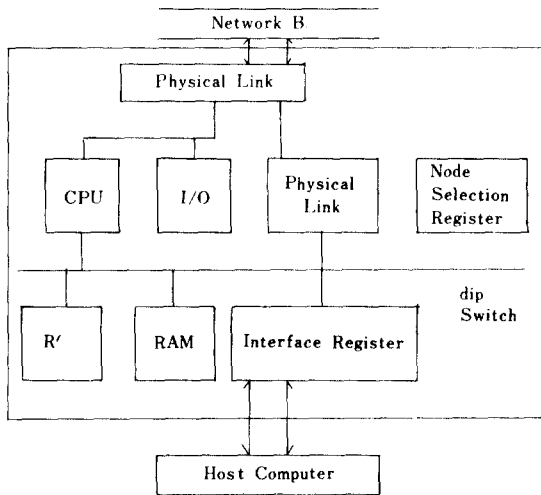 Network B
Physical Link
CPU
I/O
Physical
Link
Node
Selection
Register
dip
Switch
R′
RAM
Interface Register
Host Computer